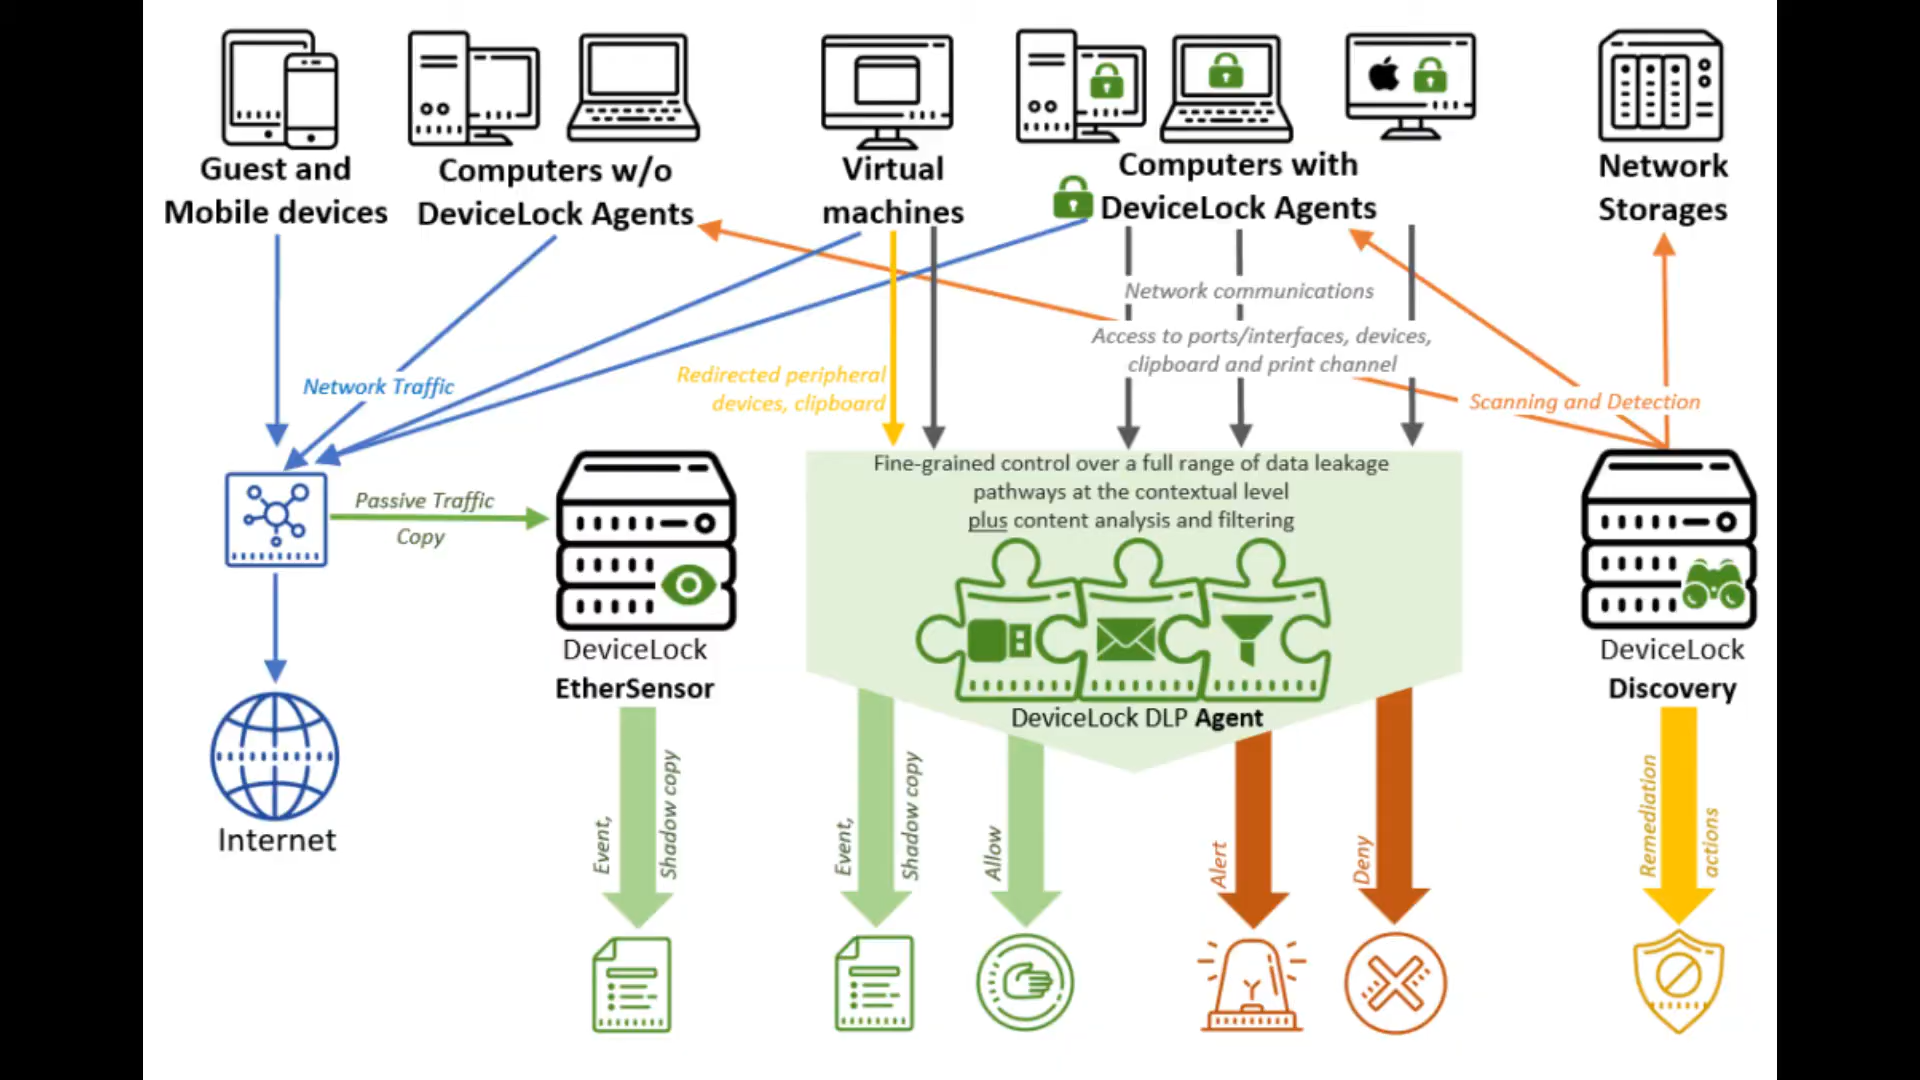 Guest and
Mobile devices
Computers w/o
DeviceLock Agents
Virtual
machines
Computers with
DeviceLock Agents
Network
Storages
Network communications
Access to ports/interfaces, devices,
clipboard and print channel
Network Traffic
Redirected peripheral
devices, clipboard
Scanning and Detection
Passive Traffic
Copy
Fine-grained control over a full range of data leakage
pathways at the contextual level
plus content analysis and filtering
DeviceLock
EtherSensor
DeviceLock DLP Agent
DeviceLock
Discovery
Internet
Event,
Shadow copy
Event,
Shadow copy
Allow
Alert
Deny
Remediation
actions